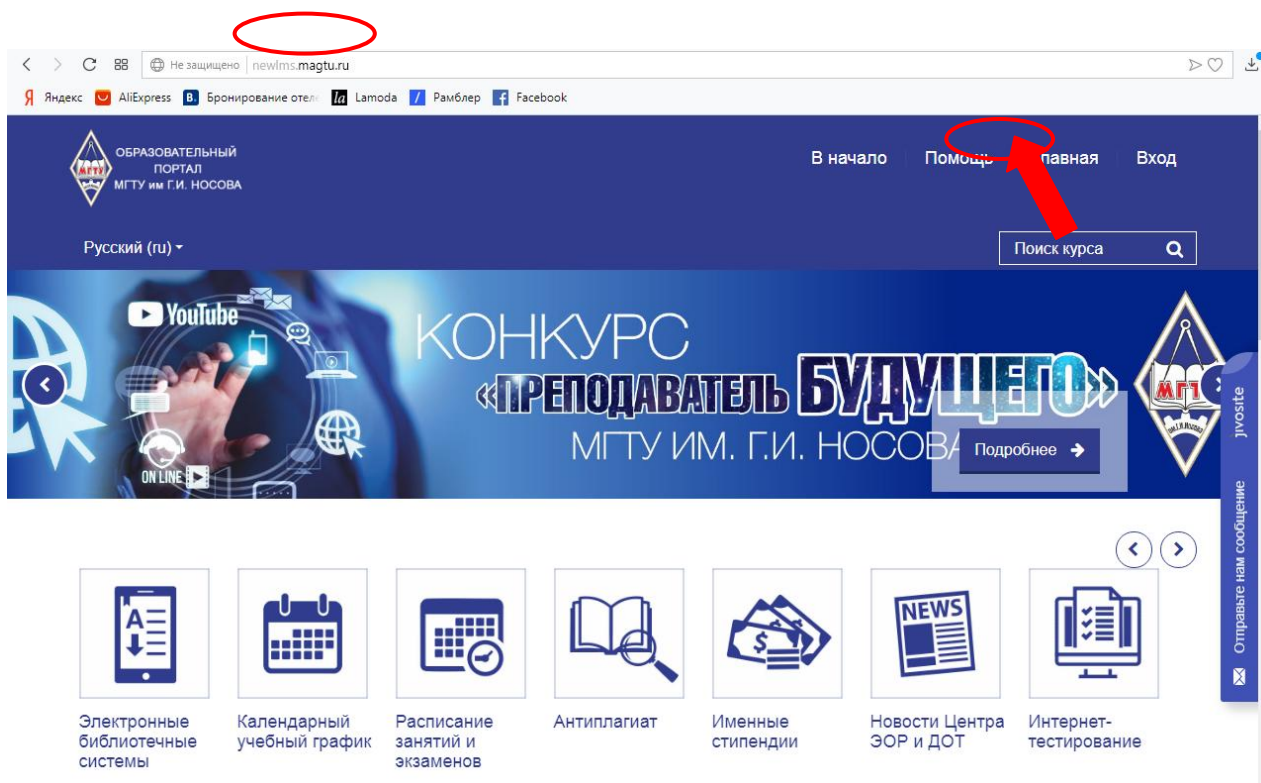 Не защищено newlms.magtu.ru
Яндекс AliExpress B. Бронирование отеле la Lamoda Рамблер Facebook
ОБРАЗОВАТЕЛЬНЫЙ
ПОРТАЛ
МГТУ им Г.И. НОСОВА
В начало Помощь Главная Вход
Русский (ru)
Поиск курса
YouTube
ON LINE
КОНКУРС
«ПРЕПОДАВАТЕЛЬ БУДУЩЕГО»
МГТУ ИМ. Г.И. НОСОВА
Подробнее
jivosite
Отправьте нам сообщение
NEWS
Электронные
библиотечные
системы
Календарный
учебный график
Расписание
занятий и
экзаменов
Антиплагиат
Именные
стипендии
Новости Центра
ЭОР и ДОТ
Интернет-
тестирование